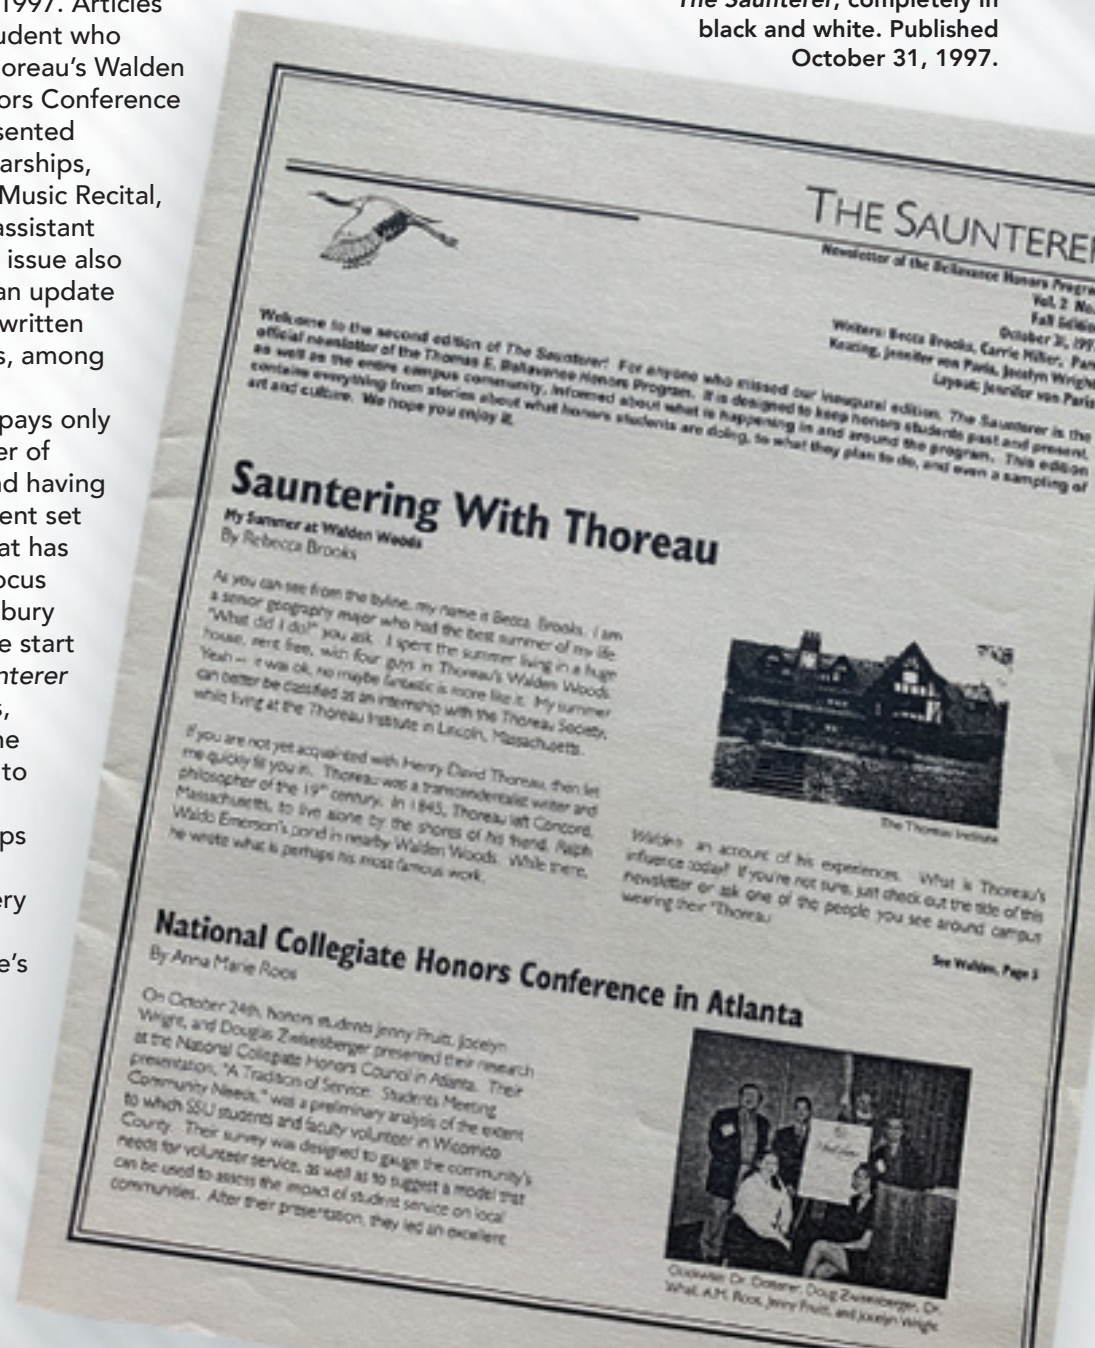 1997. Articles
udent who
oreau's Walden
ors Conference
sented
arships,
Music Recital,
assistant
issue also
an update
written
s, among
pays only
er of
nd having
ent set
at has
ocus
bury
e start
nterer
s,
ne
to
ps
ery
e's
The Saunterer, completely in
black and white. Published
October 31, 1997.
THE SAUNTERER
Newsletter of the Bellavance Honors Progra
Vol. 2 No.
Fall Edition
October 31, 199
Writers: Becca Brooks, Carrie Miller, Pam
Keating, Jennifer von Paris, Jocelyn Wright
Layout: Jennifer von Paris
Welcome to the second edition of The Saunterer! For anyone who missed our inaugural edition, The Saunterer is the
official newsletter of the Thomas E. Bellavance Honors Program. It is designed to keep honors students past and present,
as well as the entire campus community, informed about what is happening in and around the program. This edition
contains everything from stories about what honors students are doing, to what they plan to do, and even a sampling of
art and culture. We hope you enjoy it.
Sauntering With Thoreau
My Summer at Walden Woods
By Rebecca Brooks
As you can see from the byline, my name is Becca Brooks. I am
a senior geography major who had the best summer of my life.
"What did I do?" you ask. I spent the summer living in a huge
house, rent free, with four guys in Thoreau's Walden Woods.
Yeah -- it was ok, no maybe fantastic is more like it. My summer
can better be classified as an internship with the Thoreau Society,
while living at the Thoreau Institute in Lincoln, Massachusetts.
If you are not yet acquainted with Henry David Thoreau, then let
me quickly fill you in. Thoreau was a transcendentalist writer and
philosopher of the 19th century. In 1845, Thoreau left Concord,
Massachusetts, to live alone by the shores of his friend, Ralph
Waldo Emerson's pond in nearby Walden Woods. While there,
he wrote what is perhaps his most famous work,
The Thoreau Institute
Walden an account of his experiences. What is Thoreau's
influence today? If you're not sure, just check out the title of this
newsletter or ask one of the people you see around campus
wearing their "Thoreau
See Walden, Page 5
National Collegiate Honors Conference in Atlanta
By Anna Marie Roos
On October 24th, honors students Jenny Pruitt, Jocelyn
Wright, and Douglas Zwiselsberger presented their research
at the National Collegiate Honors Council in Atlanta. Their
presentation, "A Tradition of Service: Students Meeting
Community Needs," was a preliminary analysis of the extent
to which SSU students and faculty volunteer in Wicomico
County. Their survey was designed to gauge the community's
needs for volunteer service, as well as to suggest a model that
can be used to assess the impact of student service on local
communities. After their presentation, they led an excellent
Clockwise: Dr. Dotterer, Doug Zwiselsberger, Dr.
Whall, A.M. Roos, Jenny Pruitt, and Jocelyn Wright